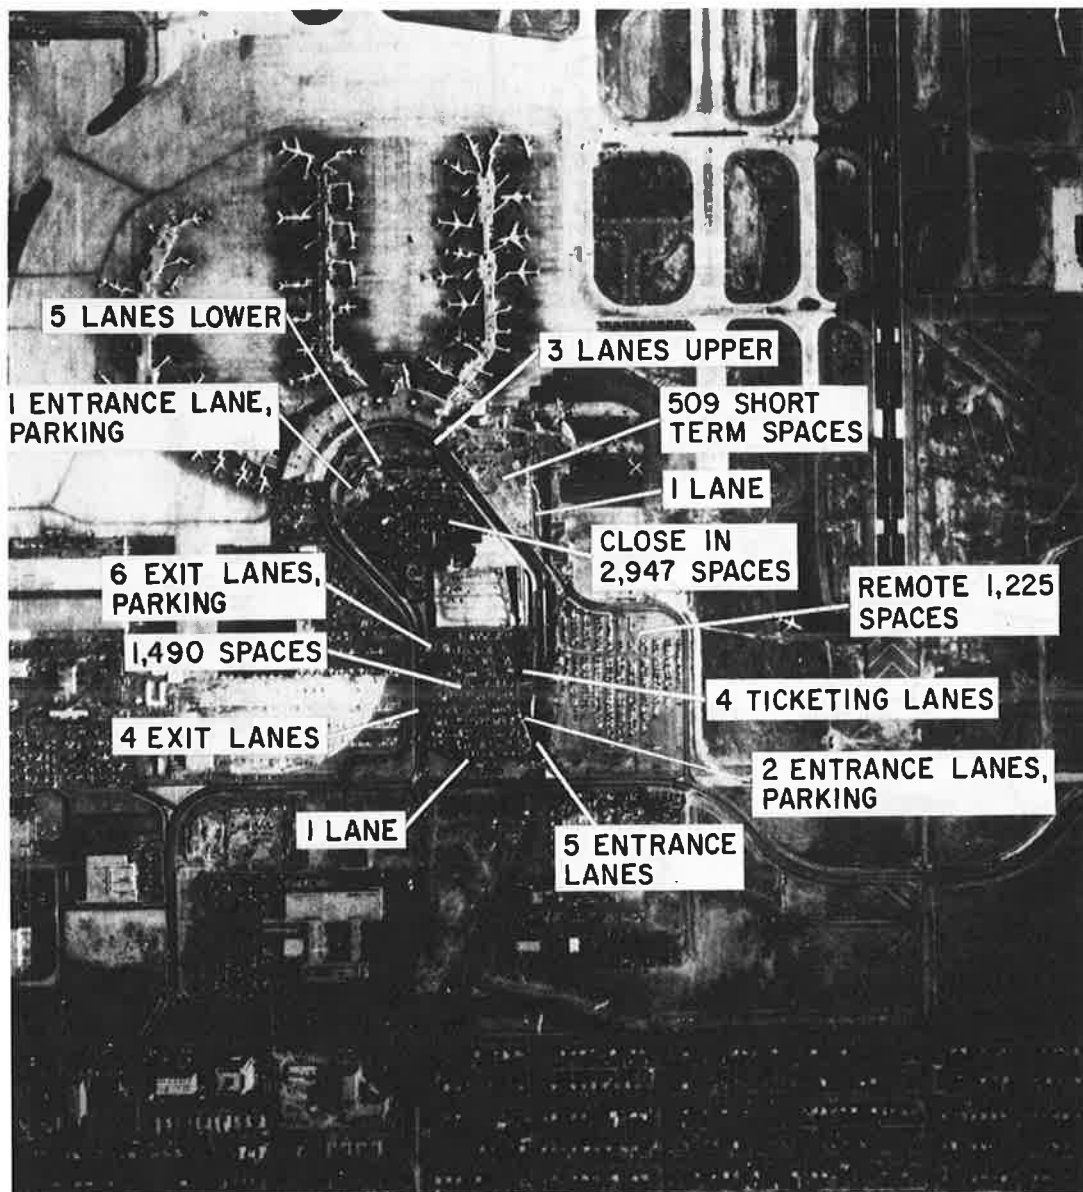 5 LANES LOWER
3 LANES UPPER
1 ENTRANCE LANE,
PARKING
509 SHORT
TERM SPACES
1 LANE
CLOSE IN
2,947 SPACES
6 EXIT LANES,
PARKING
REMOTE 1,225
SPACES
1,490 SPACES
4 TICKETING LANES
4 EXIT LANES
2 ENTRANCE LANES,
PARKING
1 LANE
5 ENTRANCE
LANES